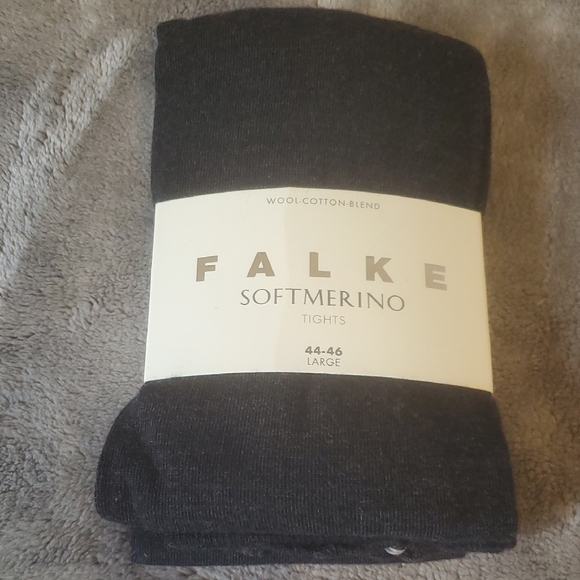 WOOL-COTTON-BLEND
FALKE
SOFTMERINO
TIGHTS
44-46
LARGE